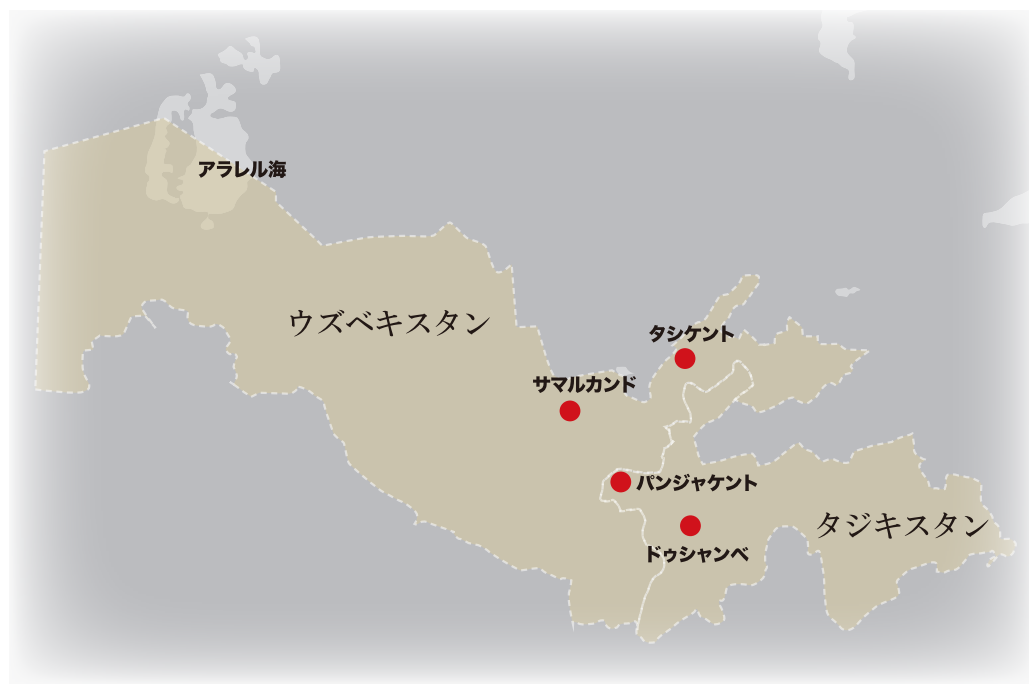 アラレル海
ウズベキスタン
タシケント
サマルカンド
パンジャケント
タジキスタン
ドゥシャンベ